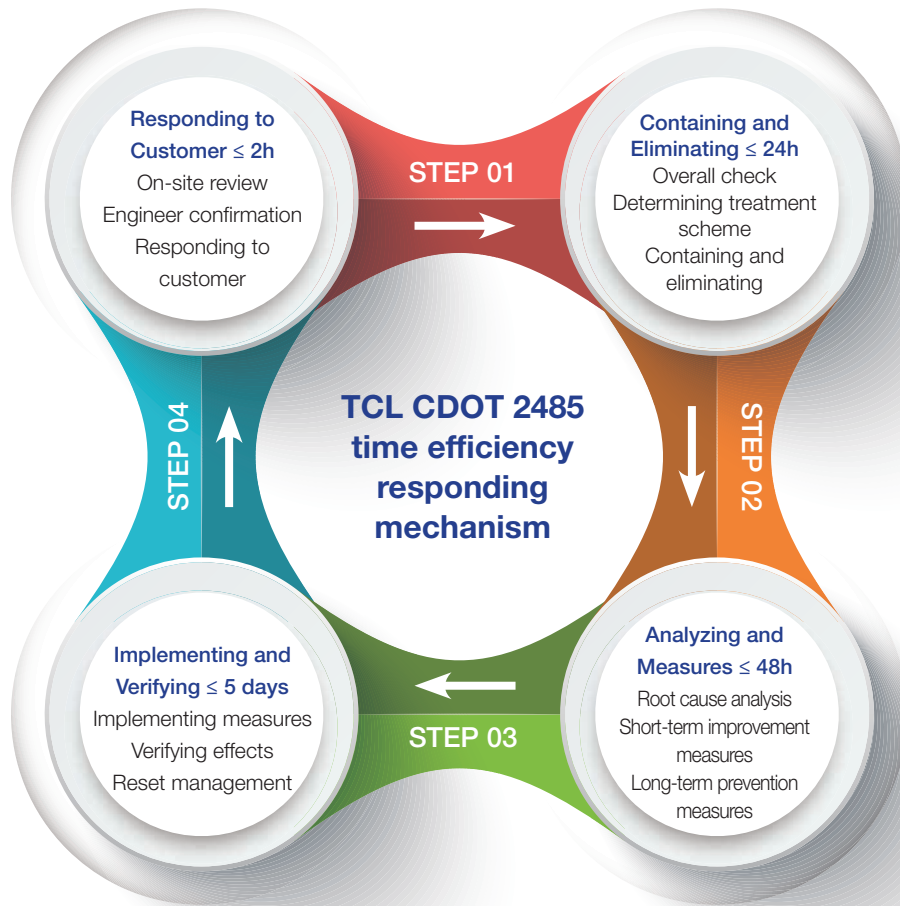 Responding to
Customer ≤ 2h
On-site review
Engineer confirmation
Responding to
customer
STEP 01
Containing and
Eliminating ≤ 24h
Overall check
Determining treatment
scheme
Containing and
eliminating
STEP 04
TCL CDOT 2485
time efficiency
responding
mechanism
STEP 02
Implementing and
Verifying ≤ 5 days
Implementing measures
Verifying effects
Reset management
STEP 03
Analyzing and
Measures ≤ 48h
Root cause analysis
Short-term improvement
measures
Long-term prevention
measures